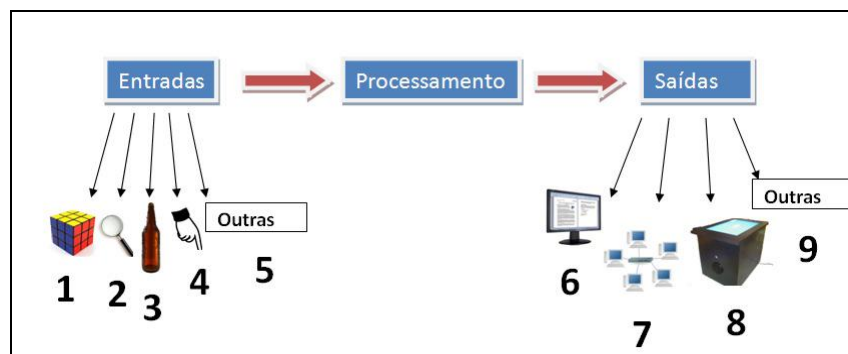 Entradas
Processamento
Saídas
Outras
Outras
1
2
3
4
5
6
7
8
9